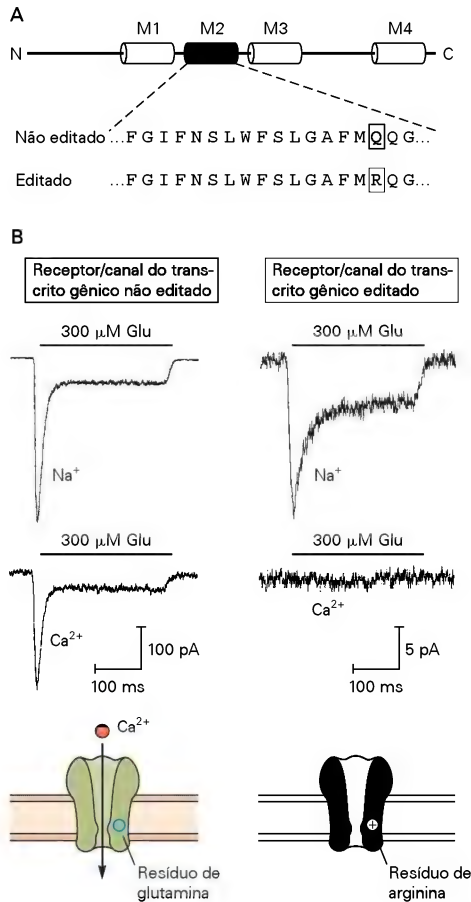 A
M1 M2 M3 M4
N C
Não editado ...F G I F N S L W F S L G A F M Q Q G...
Editado ...F G I F N S L W F S L G A F M R Q G...
B
Receptor/canal do trans-
crito gênico não editado
Receptor/canal do trans-
crito gênico editado
300 µM Glu
300 µM Glu
Na⁺
Na⁺
300 µM Glu
300 µM Glu
Ca²⁺
Ca²⁺
100 pA
100 ms
5 pA
100 ms
Ca²⁺
+
Resíduo de
glutamina
Resíduo de
arginina